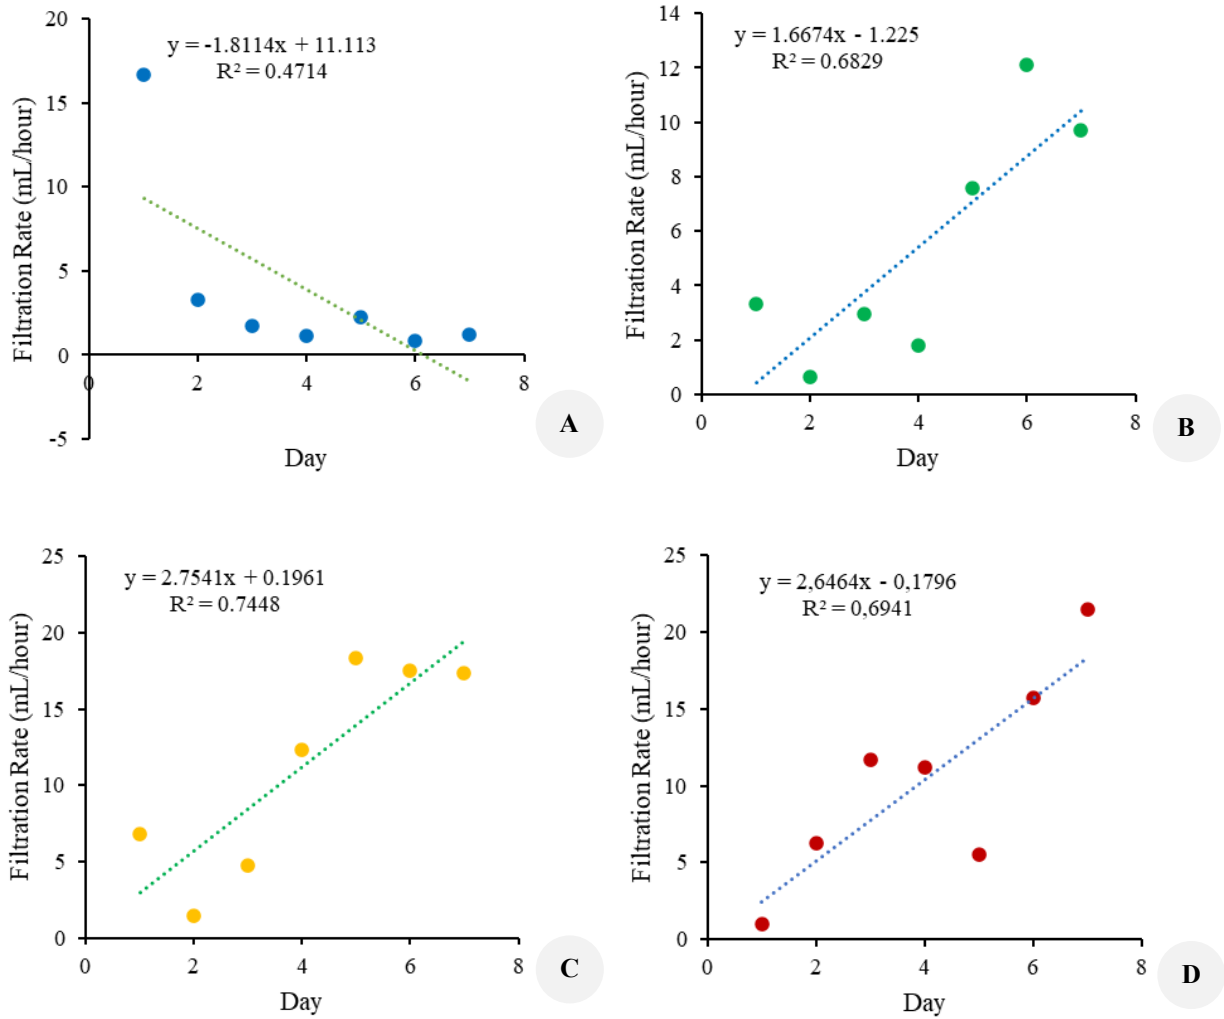 y = -1.8114x + 11.113
R² = 0.4714
Filtration Rate (mL/hour)
20
15
10
5
0
-5
0 2 4 6 8
Day
A
y = 1.6674x - 1.225
R² = 0.6829
Filtration Rate (mL/hour)
14
12
10
8
6
4
2
0
0 2 4 6 8
Day
B
y = 2.7541x + 0.1961
R² = 0.7448
Filtration Rate (mL/hour)
25
20
15
10
5
0
0 2 4 6 8
Day
C
y = 2,6464x - 0,1796
R² = 0,6941
Filtration Rate (mL/hour)
25
20
15
10
5
0
0 2 4 6 8
Day
D